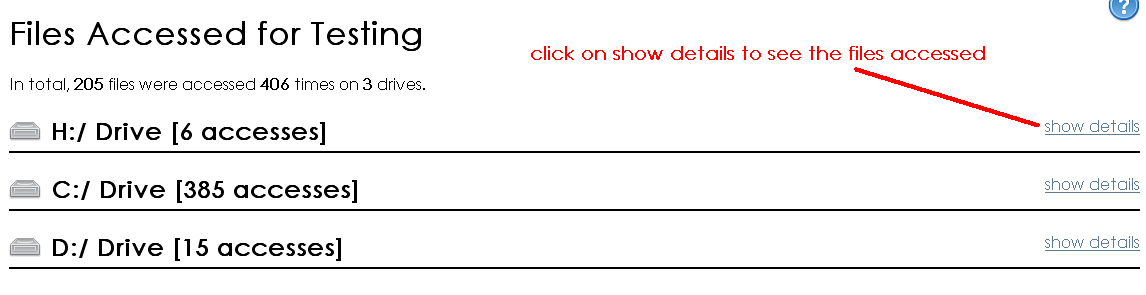 ?
Files Accessed for Testing
click on show details to see the files accessed
In total, 205 files were accessed 406 times on 3 drives.
H:/ Drive [6 accesses] show details
C:/ Drive [385 accesses] show details
D:/ Drive [15 accesses] show details